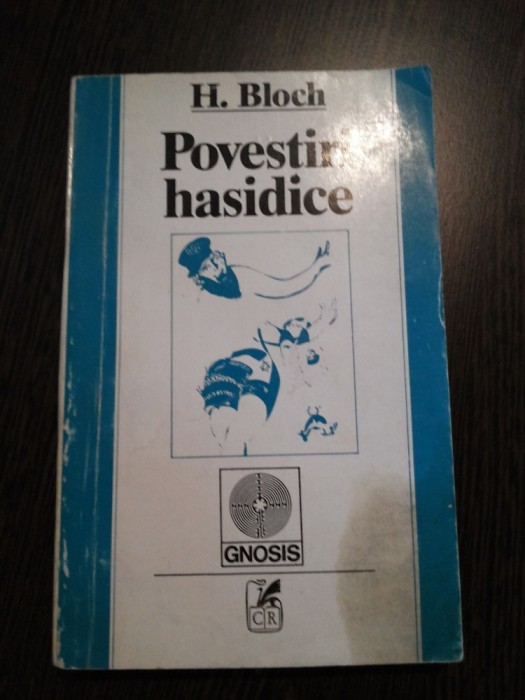 H. Bloch
Povestiri
hasidice
GNOSIS
CR